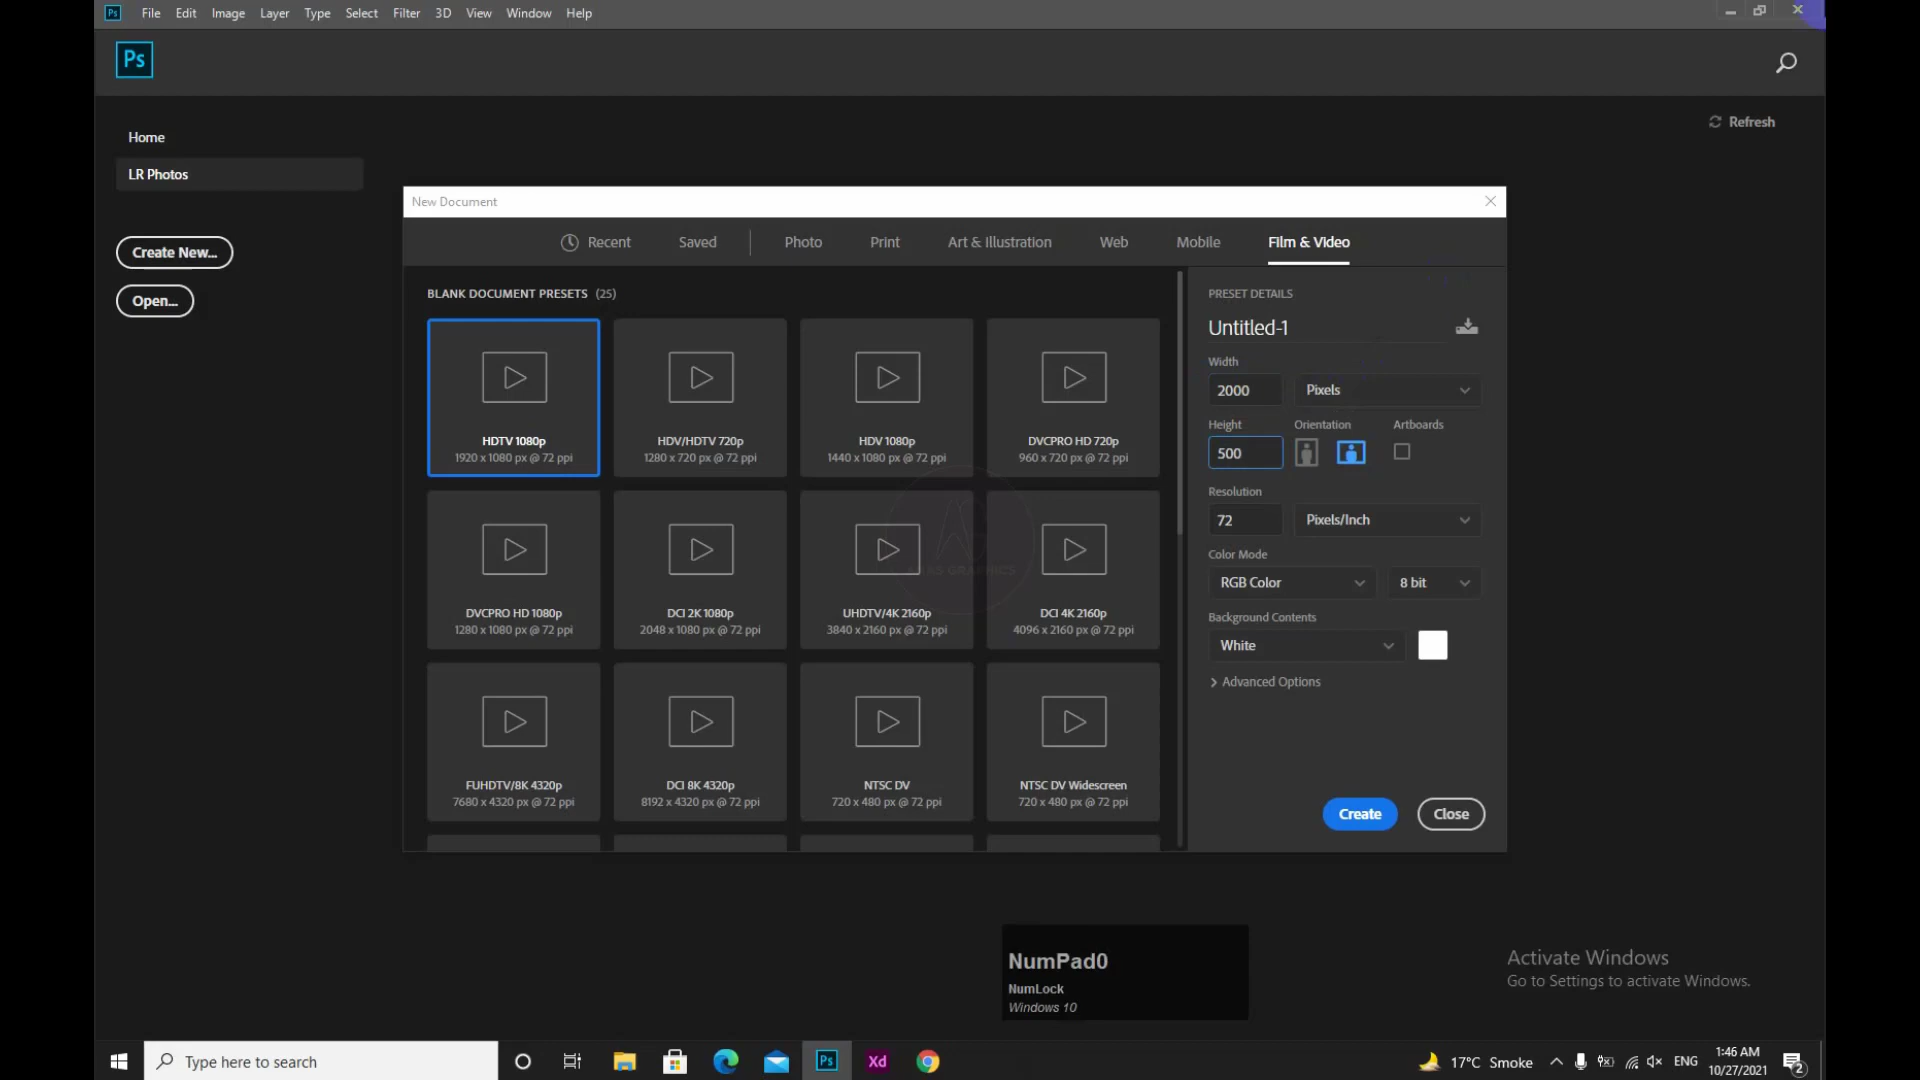 Ps File Edit Image Layer Type Select Filter 3D View Window Help
Ps
Refresh
Home
LR Photos
Create New...
Open...
New Document
Recent Saved Photo Print Art & Illustration Web Mobile Film & Video
BLANK DOCUMENT PRESETS (25)
HDTV 1080p
1920 x 1080 px @ 72 ppi
HDV/HDTV 720p
1280 x 720 px @ 72 ppi
HDV 1080p
1440 x 1080 px @ 72 ppi
DVCPRO HD 720p
960 x 720 px @ 72 ppi
DVCPRO HD 1080p
1280 x 1080 px @ 72 ppi
DCI 2K 1080p
2048 x 1080 px @ 72 ppi
UHDTV/4K 2160p
3840 x 2160 px @ 72 ppi
DCI 4K 2160p
4096 x 2160 px @ 72 ppi
FUHDTV/8K 4320p
7680 x 4320 px @ 72 ppi
DCI 8K 4320p
8192 x 4320 px @ 72 ppi
NTSC DV
720 x 480 px @ 72 ppi
NTSC DV Widescreen
720 x 480 px @ 72 ppi
PRESET DETAILS
Untitled-1
Width
2000 Pixels
Height Orientation Artboards
500
Resolution
72 Pixels/Inch
Color Mode
RGB Color 8 bit
Background Contents
White
Advanced Options
Create Close
GRAPHICS
NumPad0
NumLock
Windows 10
Activate Windows
Go to Settings to activate Windows.
Type here to search
Ps
Xd
17°C Smoke
ENG
1:46 AM
10/27/2021
2